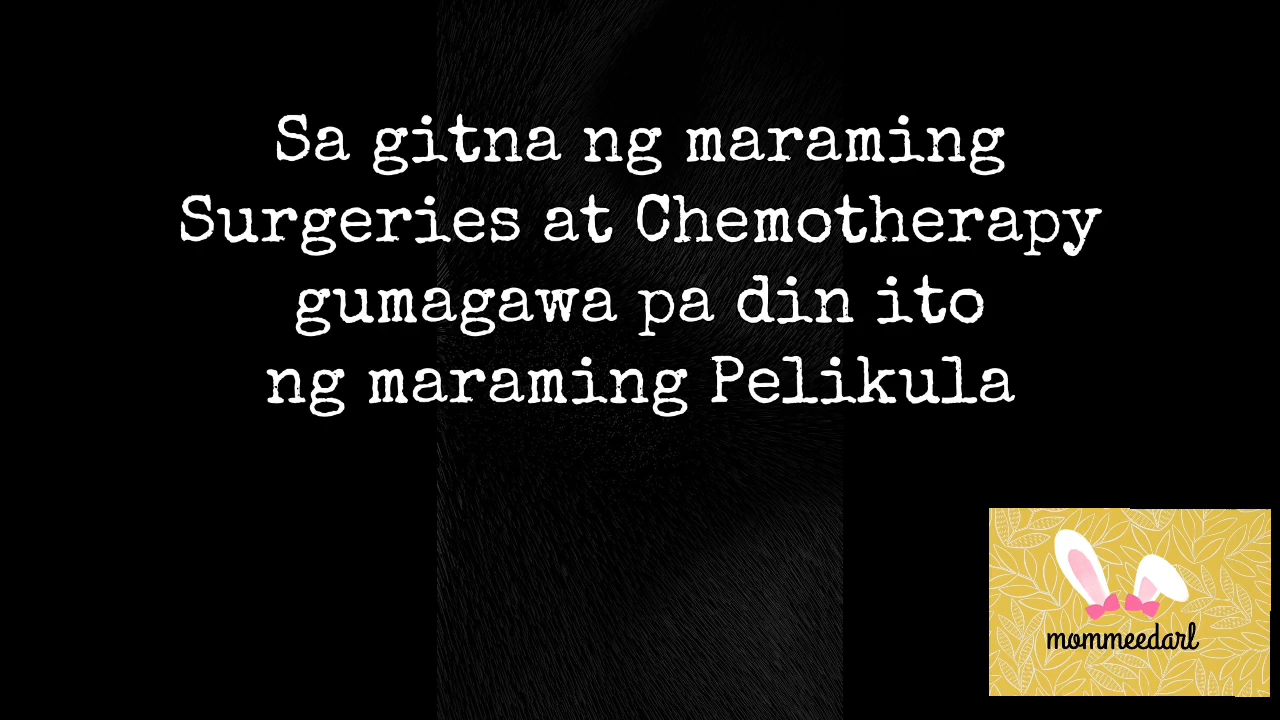 Sa gitna ng maraming
Surgeries at Chemotherapy
gumagawa pa din ito
ng maraming Pelikula
mommeedarl